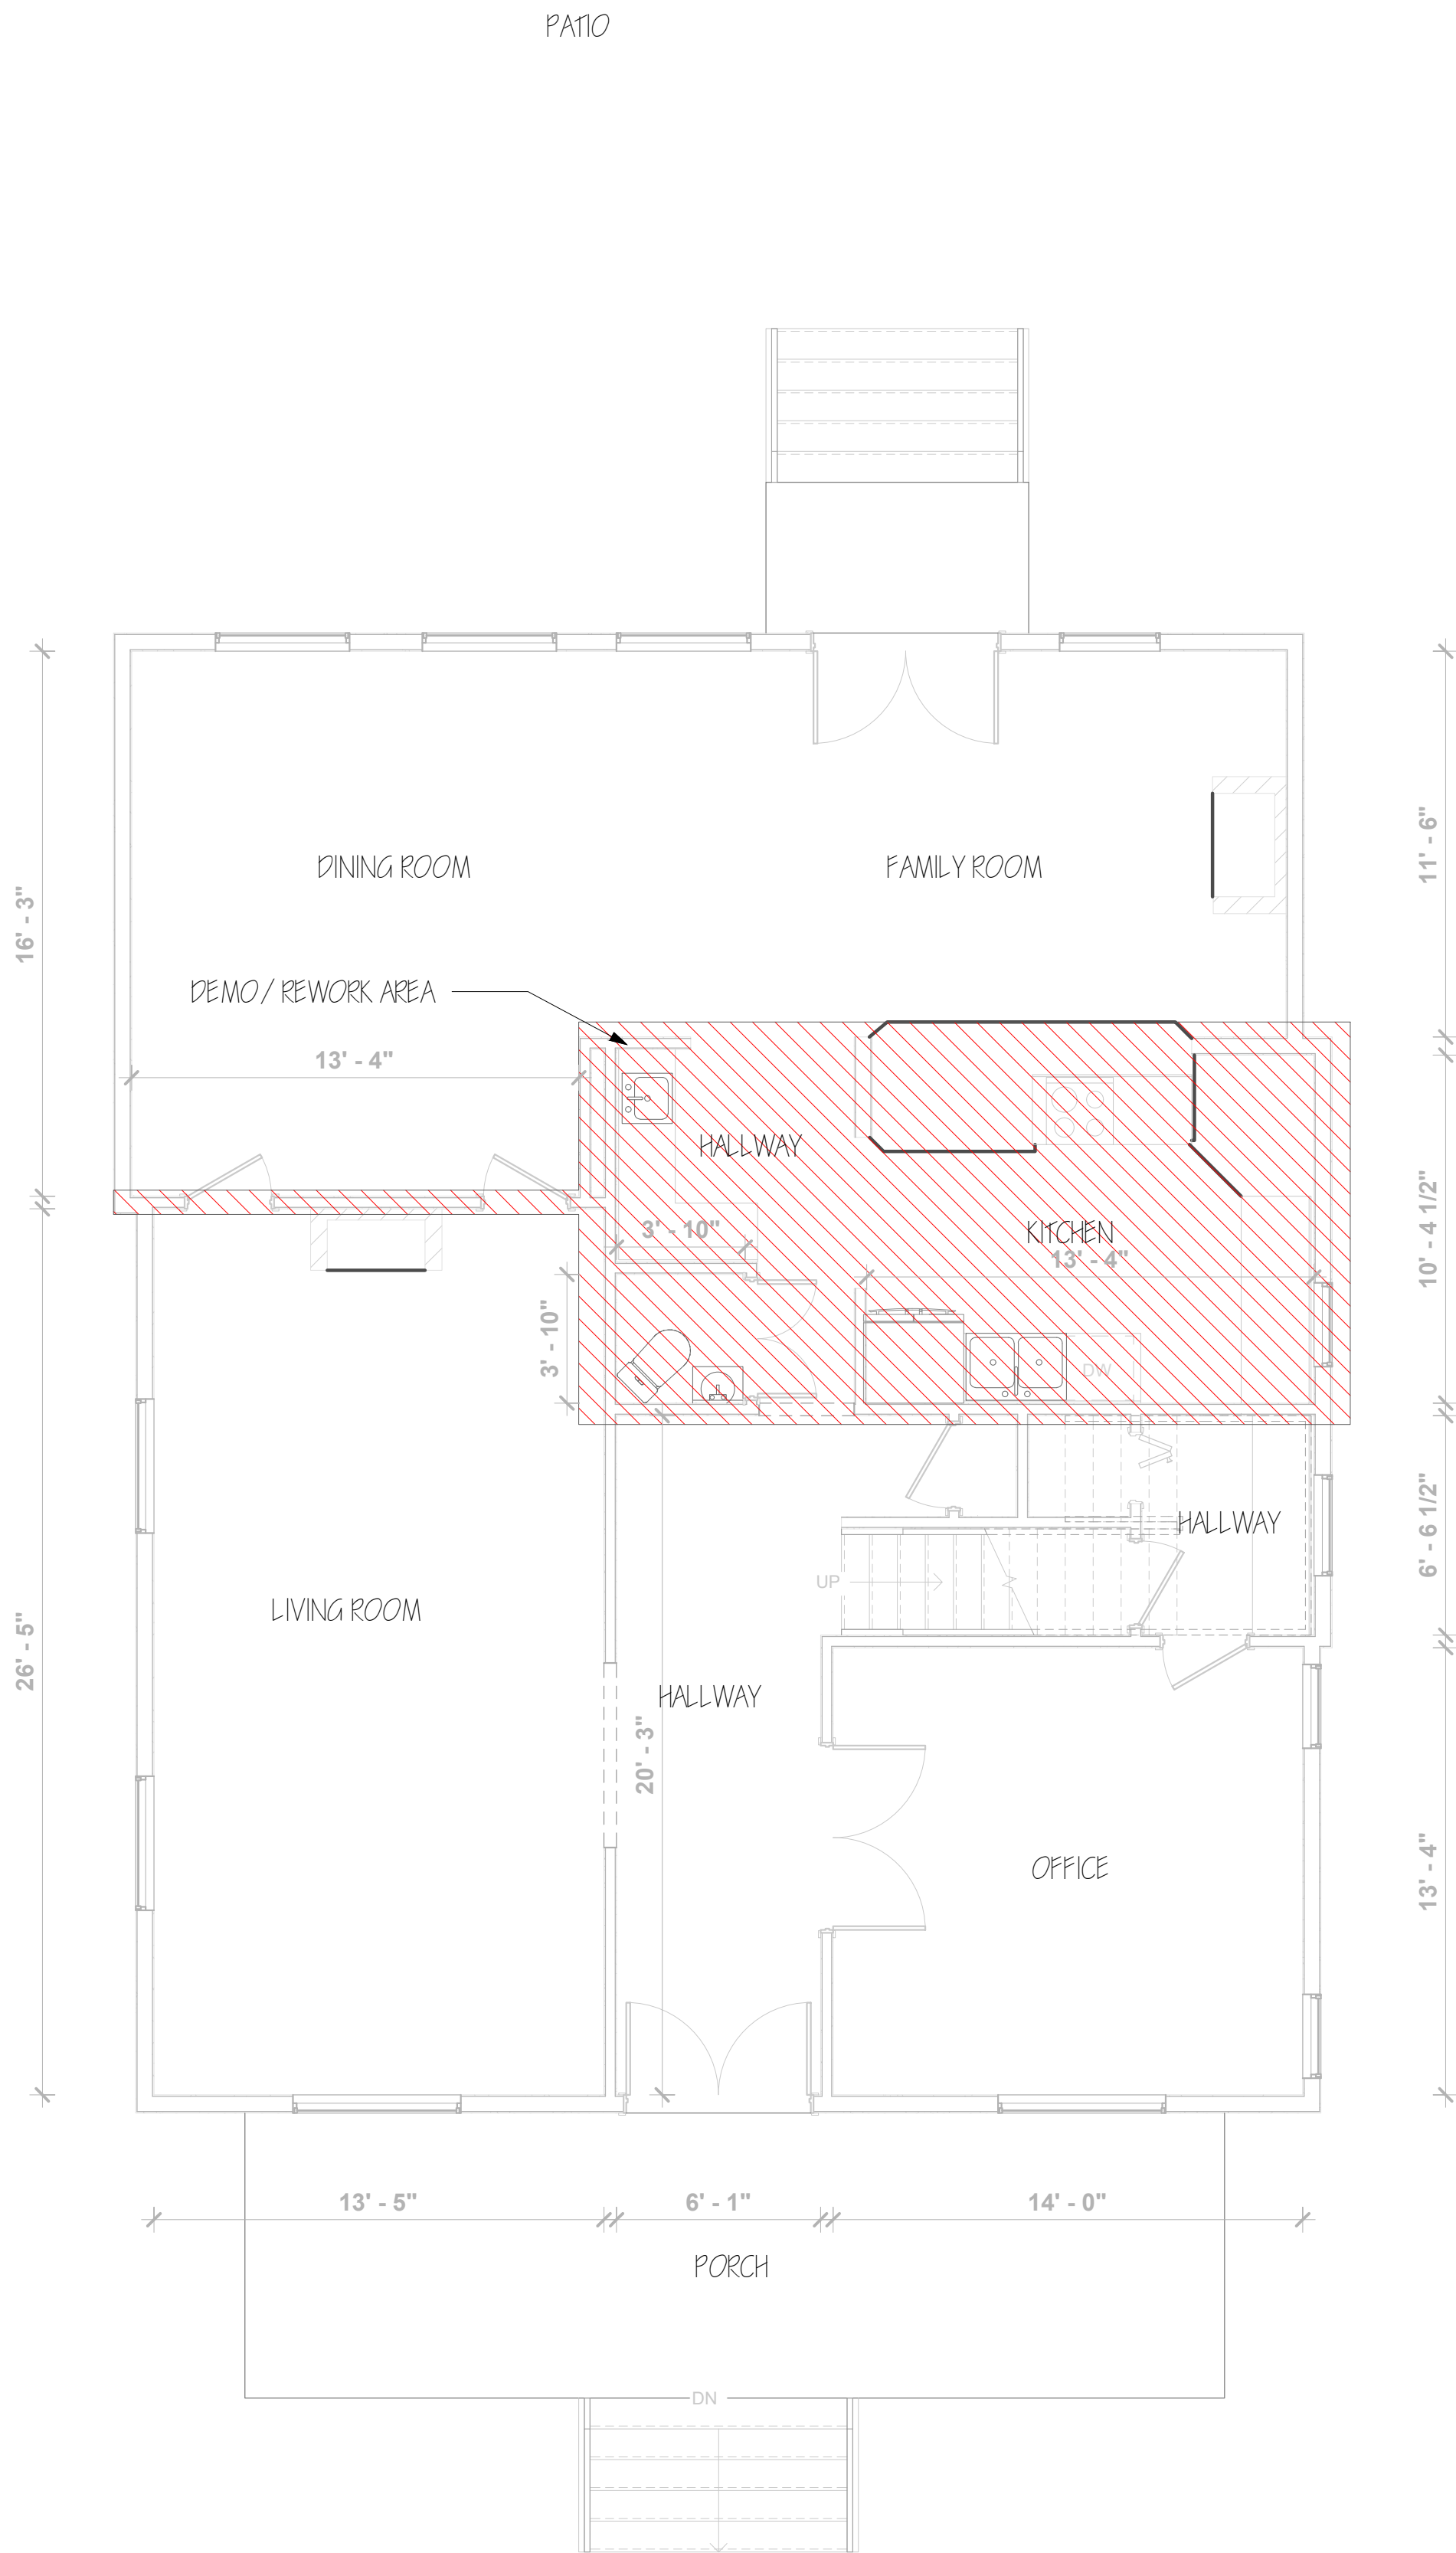 PATIO
11' - 6"
DINING ROOM
FAMILY ROOM
16' - 3"
DEMO / REWORK AREA
13' - 4"
HALLWAY
3' - 10"
KITCHEN
13' - 4"
10' - 4 1/2"
3' - 10"
DW
HALLWAY
6' - 6 1/2"
UP
LIVING ROOM
26' - 5"
HALLWAY
20' - 3"
OFFICE
13' - 4"
13' - 5"
6' - 1"
14' - 0"
PORCH
DN